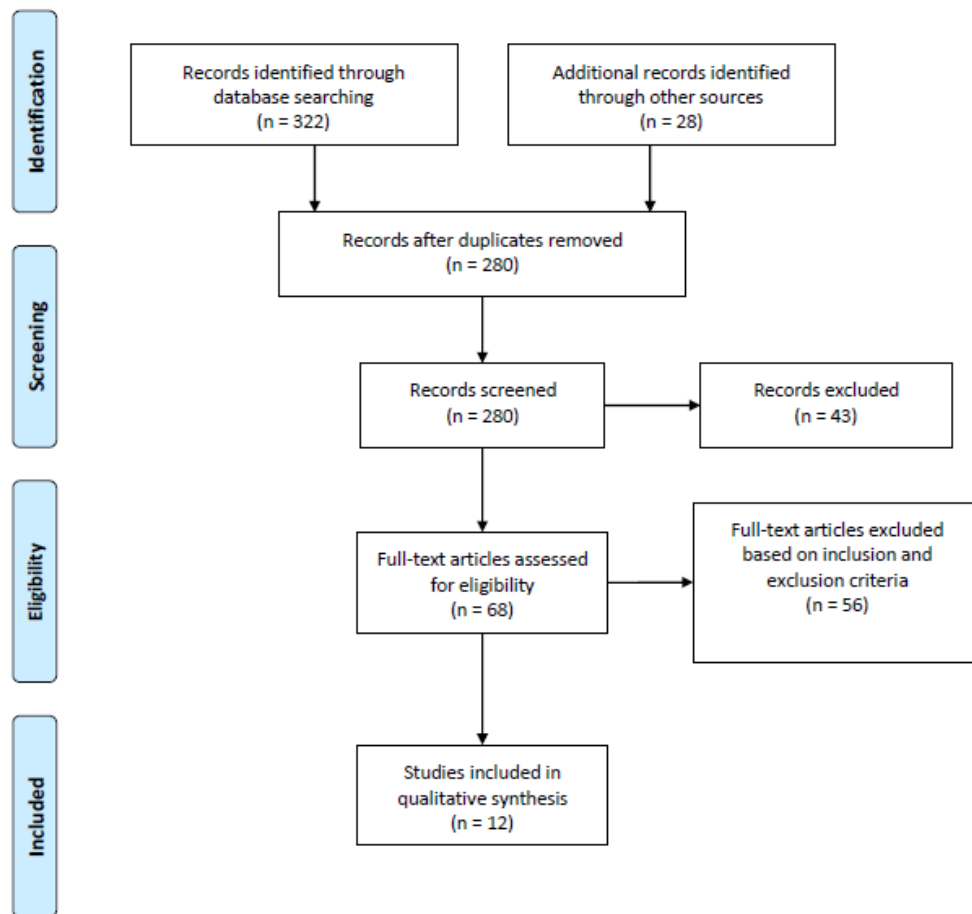 Identification
Records identified through
database searching
(n = 322)
Additional records identified
through other sources
(n = 28)
Records after duplicates removed
(n = 280)
Screening
Records screened
(n = 280)
Records excluded
(n = 43)
Eligibility
Full-text articles assessed
for eligibility
(n = 68)
Full-text articles excluded
based on inclusion and
exclusion criteria
(n = 56)
Included
Studies included in
qualitative synthesis
(n = 12)